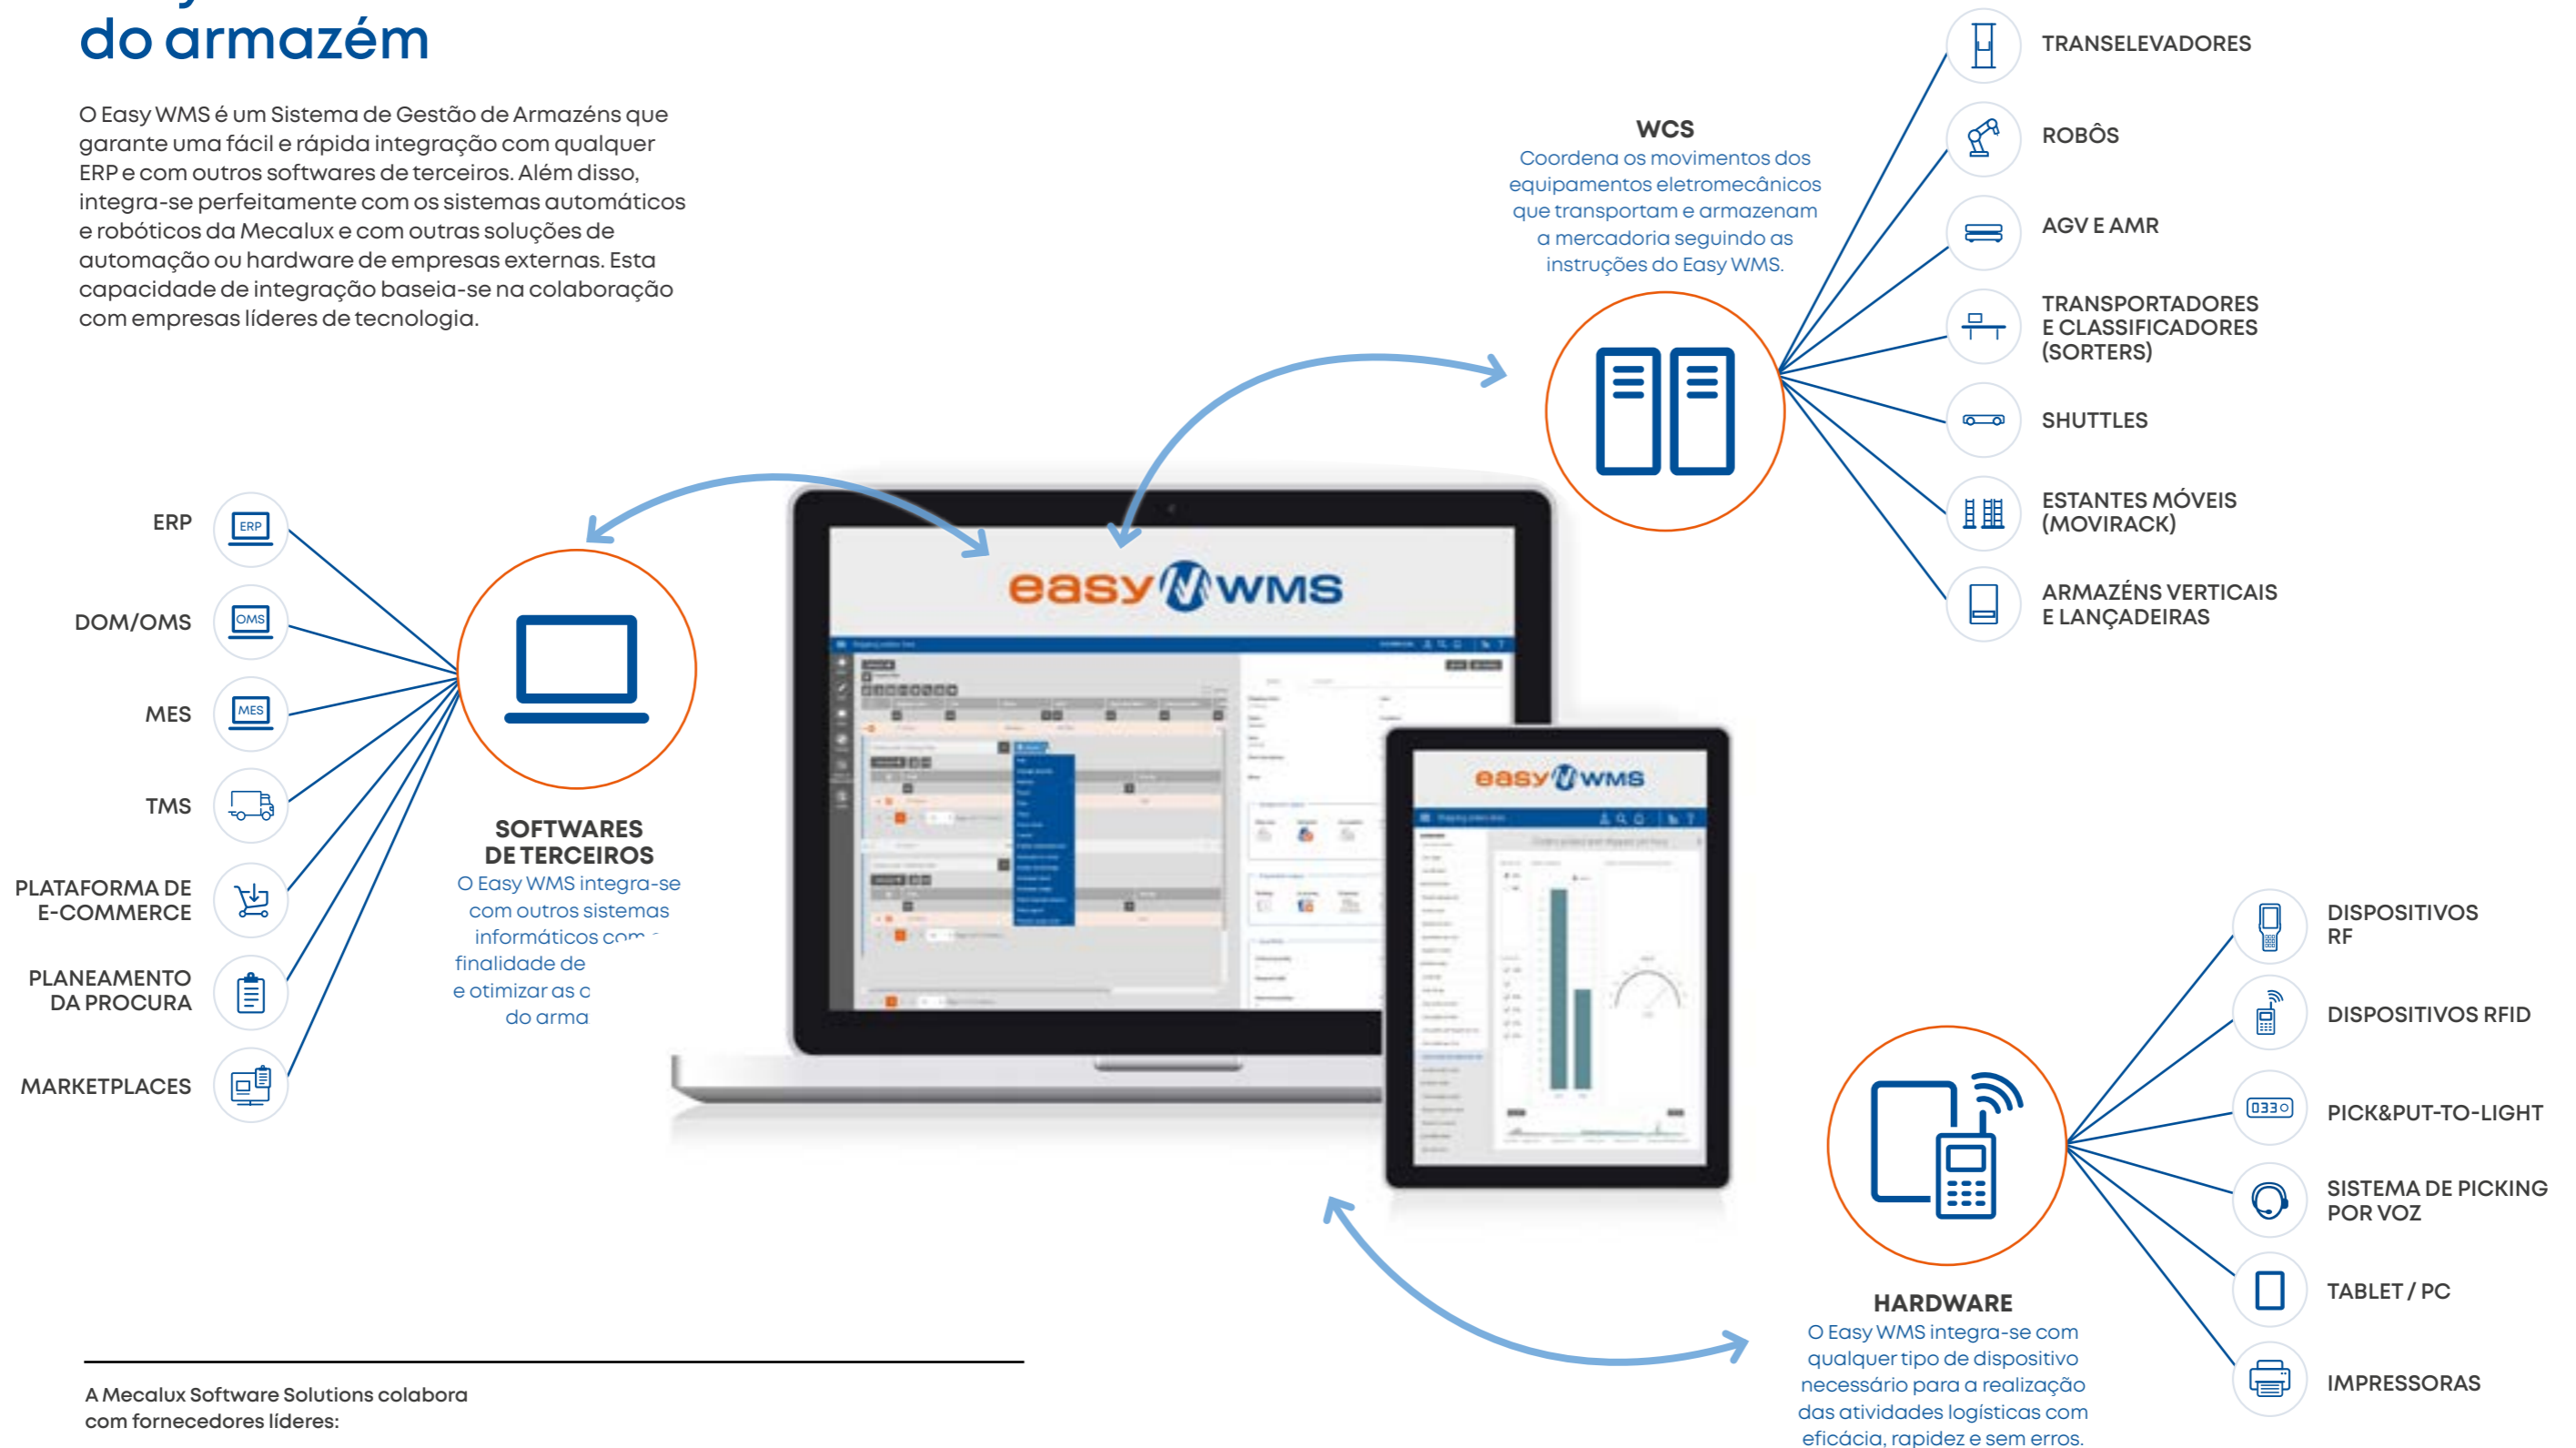 do armazém
O Easy WMS é um Sistema de Gestão de Armazéns que
garante uma fácil e rápida integração com qualquer
ERP e com outros softwares de terceiros. Além disso,
integra-se perfeitamente com os sistemas automáticos
e robóticos da Mecalux e com outras soluções de
automação ou hardware de empresas externas. Esta
capacidade de integração baseia-se na colaboração
com empresas líderes de tecnologia.
WCS
Coordena os movimentos dos
equipamentos eletromecânicos
que transportam e armazenam
a mercadoria seguindo as
instruções do Easy WMS.
TRANSELEVADORES
ROBÔS
AGV E AMR
TRANSPORTADORES
E CLASSIFICADORES
(SORTERS)
SHUTTLES
ESTANTES MÓVEIS
(MOVIRACK)
ARMAZÉNS VERTICAIS
E LANÇADEIRAS
ERP
ERP
DOM/OMS
OMS
MES
MES
TMS
PLATAFORMA DE
E-COMMERCE
PLANEAMENTO
DA PROCURA
MARKETPLACES
SOFTWARES
DE TERCEIROS
O Easy WMS integra-se
com outros sistemas
informáticos com
finalidade de
e otimizar as
do arma
easy WMS
easy WMS
DISPOSITIVOS
RF
DISPOSITIVOS RFID
033
PICK&PUT-TO-LIGHT
SISTEMA DE PICKING
POR VOZ
TABLET / PC
IMPRESSORAS
HARDWARE
O Easy WMS integra-se com
qualquer tipo de dispositivo
necessário para a realização
das atividades logísticas com
eficácia, rapidez e sem erros.
A Mecalux Software Solutions colabora
com fornecedores líderes: